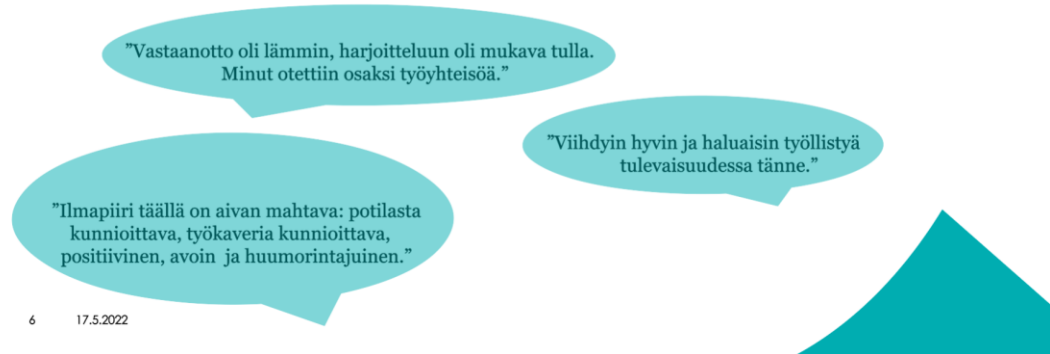 ”Vastaanotto oli lämmin, harjoitteluun oli mukava tulla.
Minut otettiin osaksi työyhteisöä.”
”Viihdyin hyvin ja haluaisin työllistyä
tulevaisuudessa tänne.”
”Ilmapiiri täällä on aivan mahtava: potilasta
kunnioittava, työkaveria kunnioittava,
positiivinen, avoin ja huumorintajuinen.”
6 17.5.2022